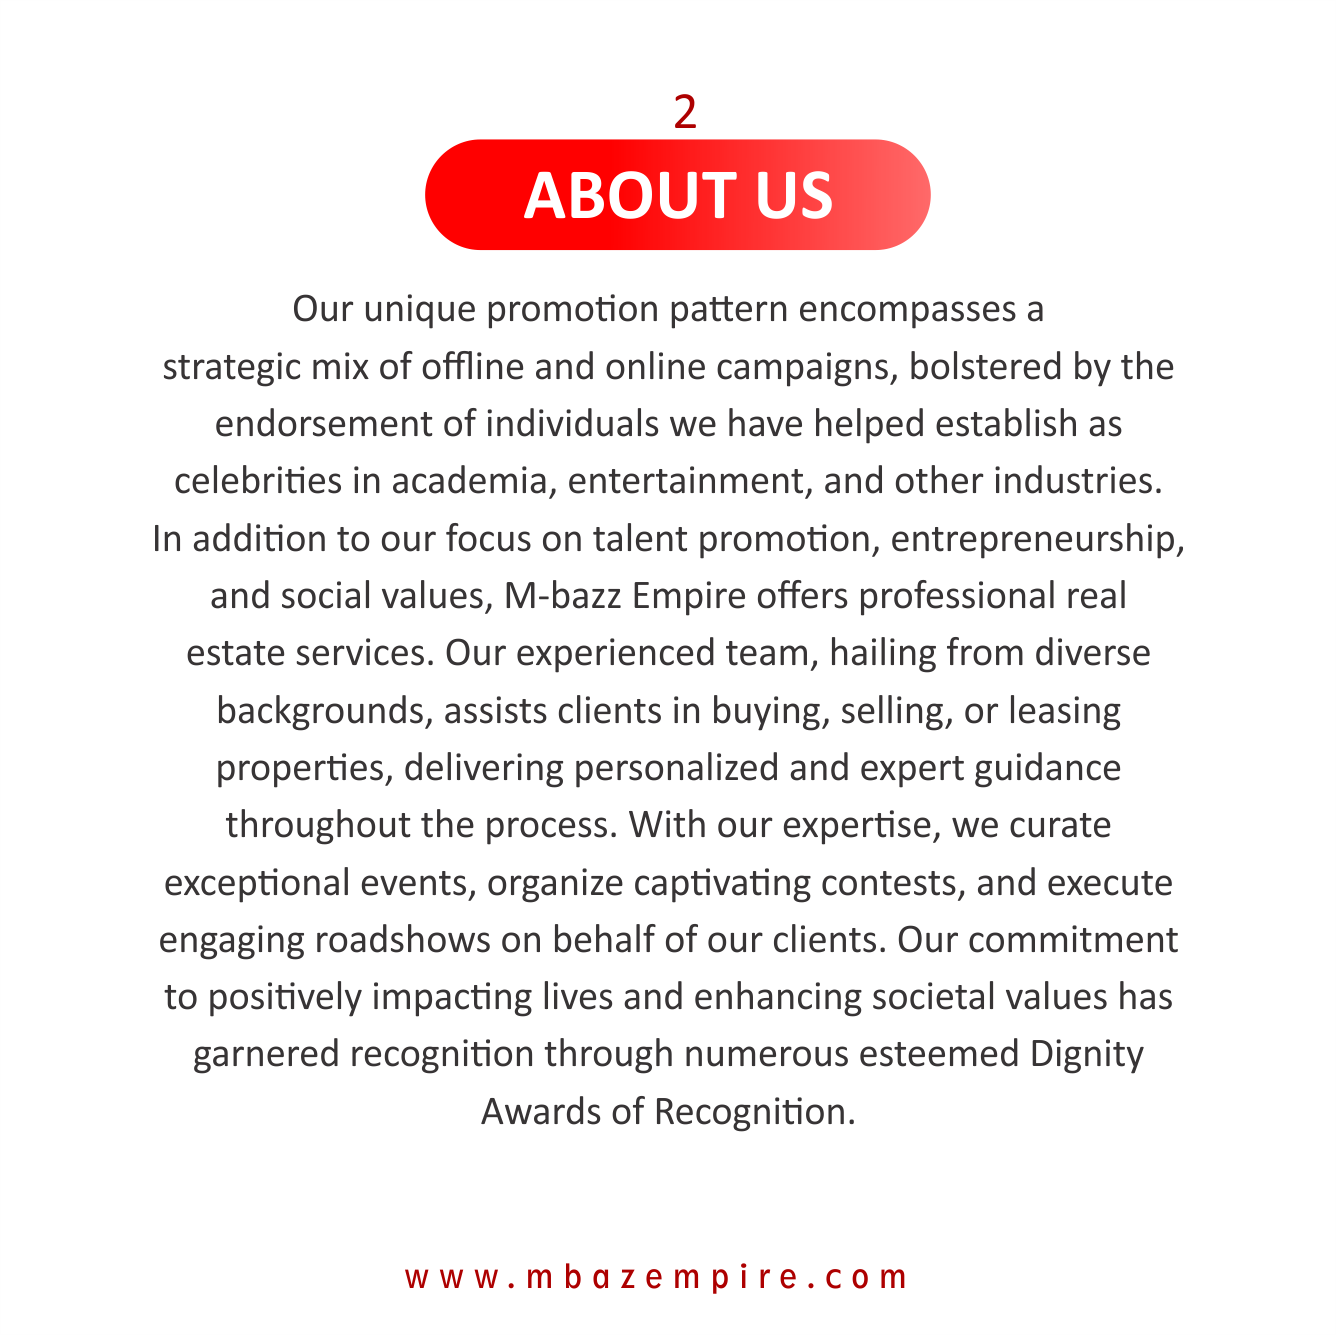 2
ABOUT US
Our unique promotion pattern encompasses a
strategic mix of offline and online campaigns, bolstered by the
endorsement of individuals we have helped establish as
celebrities in academia, entertainment, and other industries.
In addition to our focus on talent promotion, entrepreneurship,
and social values, M-bazz Empire offers professional real
estate services. Our experienced team, hailing from diverse
backgrounds, assists clients in buying, selling, or leasing
properties, delivering personalized and expert guidance
throughout the process. With our expertise, we curate
exceptional events, organize captivating contests, and execute
engaging roadshows on behalf of our clients. Our commitment
to positively impacting lives and enhancing societal values has
garnered recognition through numerous esteemed Dignity
Awards of Recognition.
www.mbazempire.com